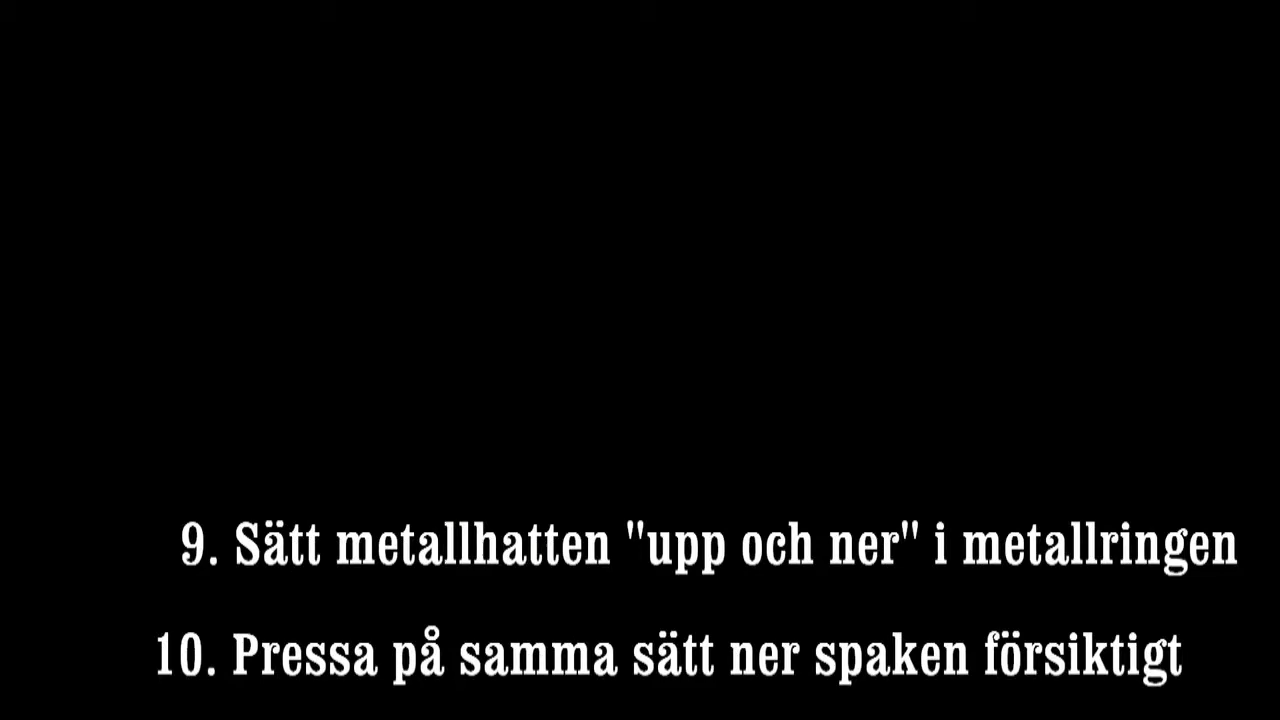 9. Sätt metallhatten "upp och ner" i metallringen
10. Pressa på samma sätt ner spaken försiktigt